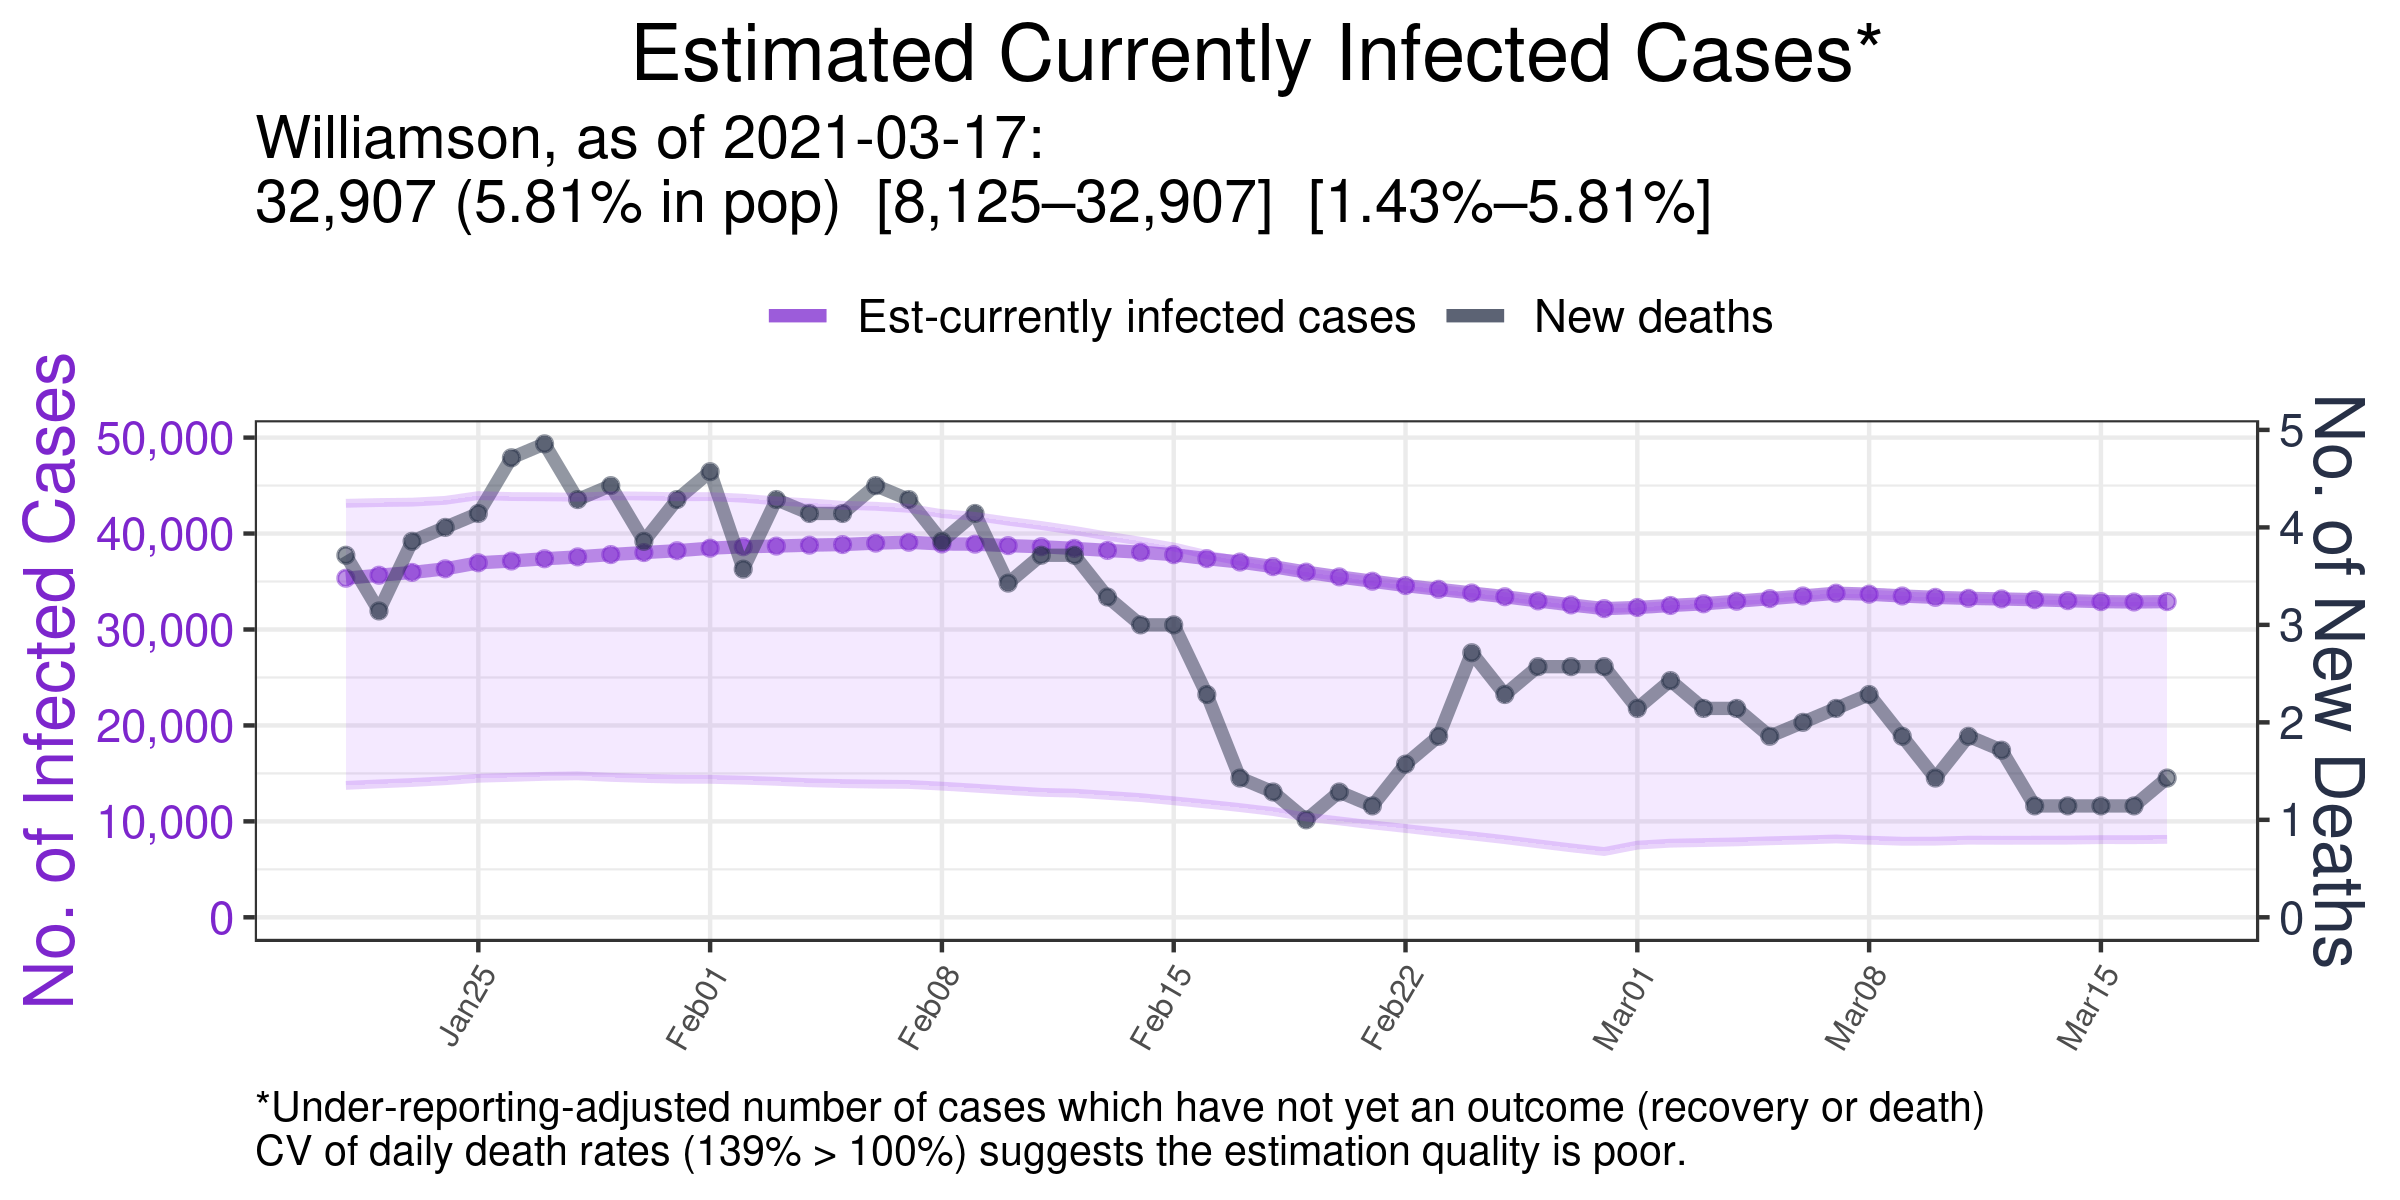 Estimated Currently Infected Cases*
Williamson, as of 2021-03-17:
32,907 (5.81% in pop)  [8,125–32,907]  [1.43%–5.81%]
Est-currently infected cases
New deaths
No. of Infected Cases
50,000
40,000
30,000
20,000
10,000
0
5
4
3
2
1
0
No. of New Deaths
Jan25
Feb01
Feb08
Feb15
Feb22
Mar01
Mar08
Mar15
*Under-reporting-adjusted number of cases which have not yet an outcome (recovery or death)
CV of daily death rates (139% > 100%) suggests the estimation quality is poor.